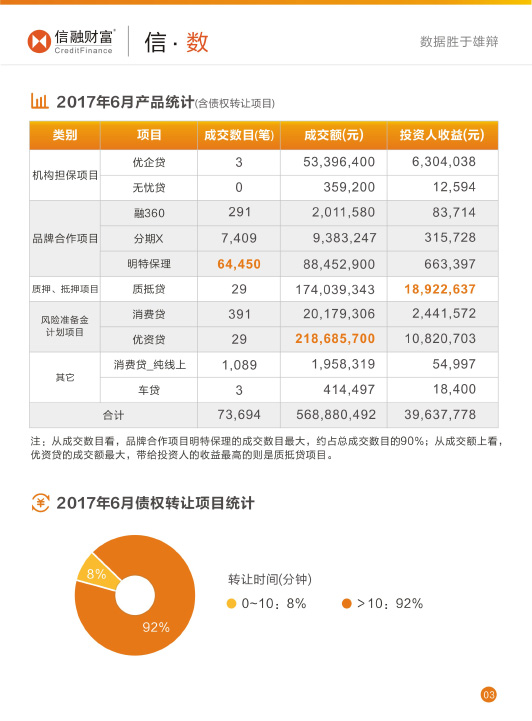 信融财富®
CreditFinance
信·数
数据胜于雄辩
2017年6月产品统计(含债权转让项目)
类别 项目 成交数目(笔) 成交额(元) 投资人收益(元)
机构担保项目 优企贷 3 53,396,400 6,304,038
无忧贷 0 359,200 12,594
品牌合作项目 融360 291 2,011,580 83,714
分期X 7,409 9,383,247 315,728
明特保理 64,450 88,452,900 663,397
质押、抵押项目 质抵贷 29 174,039,343 18,922,637
风险准备金
计划项目
消费贷 391 20,179,306 2,441,572
优资贷 29 218,685,700 10,820,703
其它 消费贷_纯线上 1,089 1,958,319 54,997
车贷 3 414,497 18,400
合计 73,694 568,880,492 39,637,778
注：从成交数目看，品牌合作项目明特保理的成交数目最大，约占总成交数目的90%；从成交额上看，
优资贷的成交额最大，带给投资人的收益最高的则是质抵贷项目。
¥ 2017年6月债权转让项目统计
8%
92%
转让时间(分钟)
0~10：8% >10：92%
03